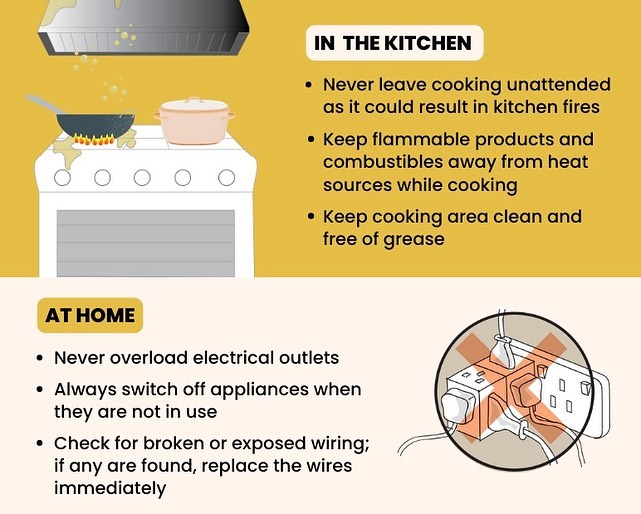 IN THE KITCHEN
• Never leave cooking unattended
as it could result in kitchen fires
• Keep flammable products and
combustibles away from heat
sources while cooking
• Keep cooking area clean and
free of grease
AT HOME
• Never overload electrical outlets
• Always switch off appliances when
they are not in use
• Check for broken or exposed wiring;
if any are found, replace the wires
immediately